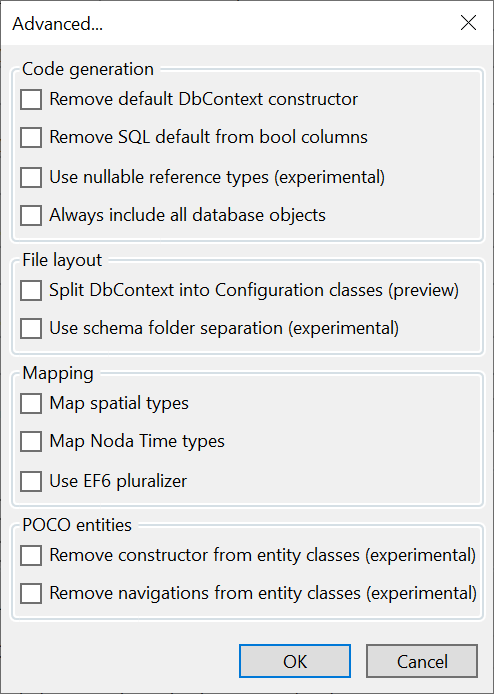 Advanced...
Code generation
Remove default DbContext constructor
Remove SQL default from bool columns
Use nullable reference types (experimental)
Always include all database objects
File layout
Split DbContext into Configuration classes (preview)
Use schema folder separation (experimental)
Mapping
Map spatial types
Map Noda Time types
Use EF6 pluralizer
POCO entities
Remove constructor from entity classes (experimental)
Remove navigations from entity classes (experimental)
OK Cancel